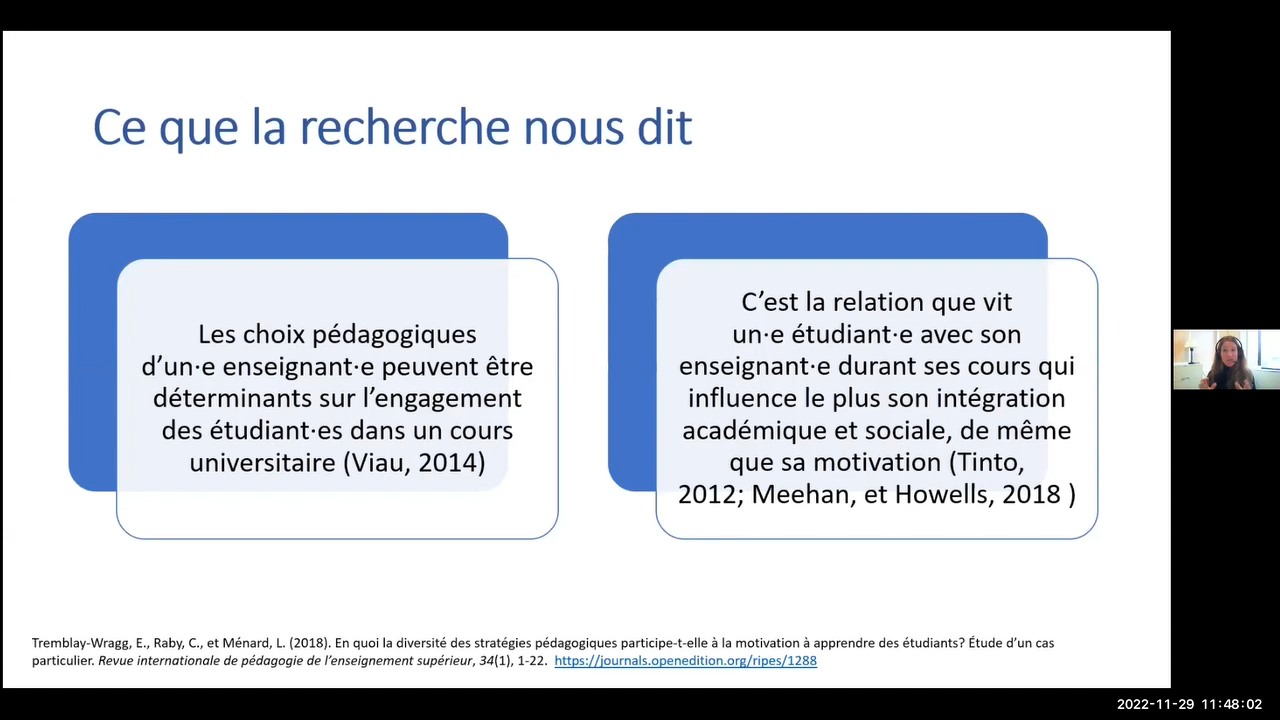 Ce que la recherche nous dit
Les choix pédagogiques
d’un·e enseignant·e peuvent être
déterminants sur l’engagement
des étudiant·es dans un cours
universitaire (Viau, 2014)
C’est la relation que vit
un·e étudiant·e avec son
enseignant·e durant ses cours qui
influence le plus son intégration
académique et sociale, de même
que sa motivation (Tinto,
2012; Meehan, et Howells, 2018 )
Tremblay-Wragg, E., Raby, C., et Ménard, L. (2018). En quoi la diversité des stratégies pédagogiques participe-t-elle à la motivation à apprendre des étudiants? Étude d’un cas
particulier. Revue internationale de pédagogie de l’enseignement supérieur, 34(1), 1-22. https://journals.openedition.org/ripes/1288
2022-11-29 11:48:02